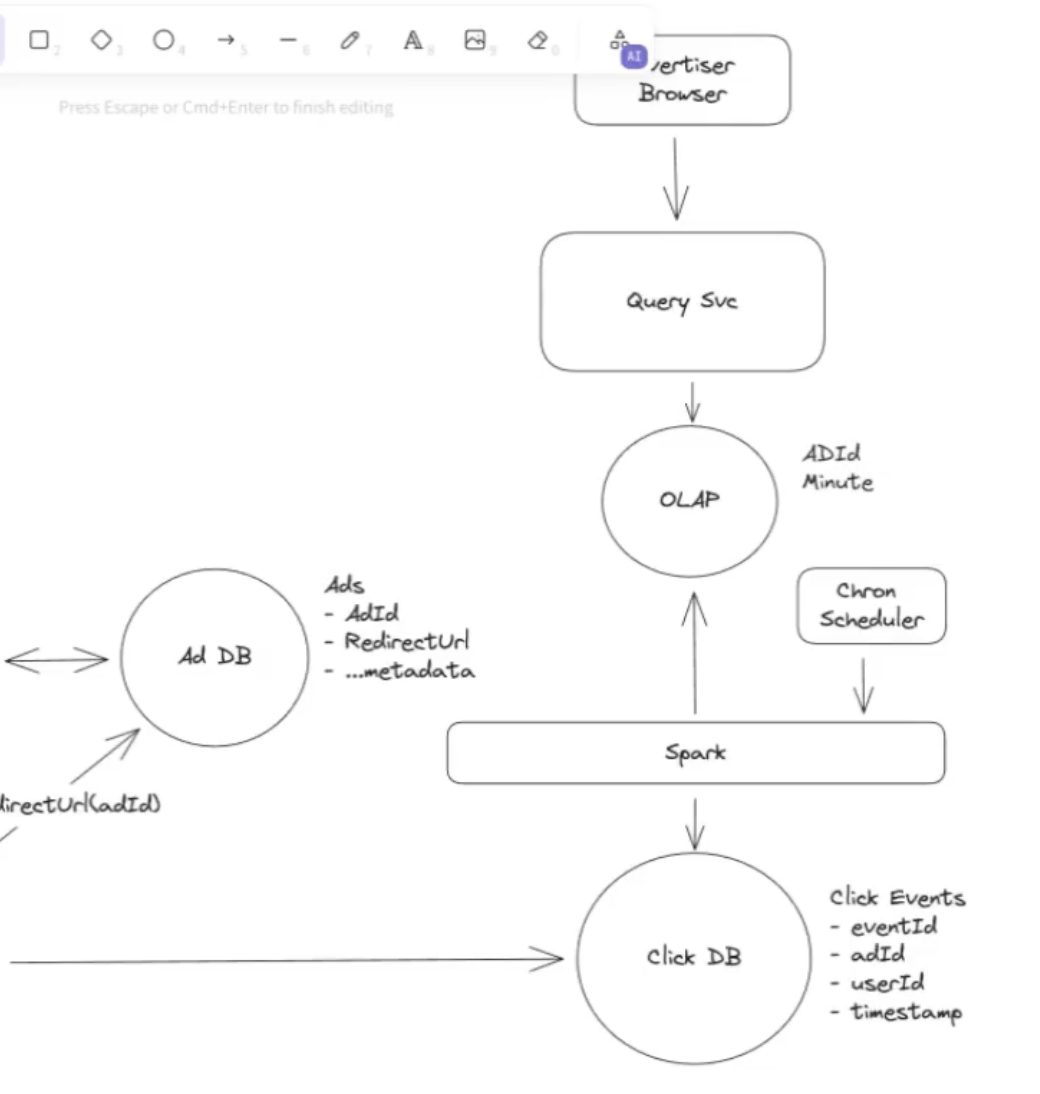 2
3
4
5
6
7
8
9
0
AI
Press Escape or Cmd+Enter to finish editing
vertiser
Browser
Query Svc
OLAP
ADId
Minute
Chron
Scheduler
Ad DB
Ads
- AdId
- RedirectUrl
- ...metadata
Spark
directUrl(adId)
Click DB
Click Events
- eventId
- adId
- userId
- timestamp